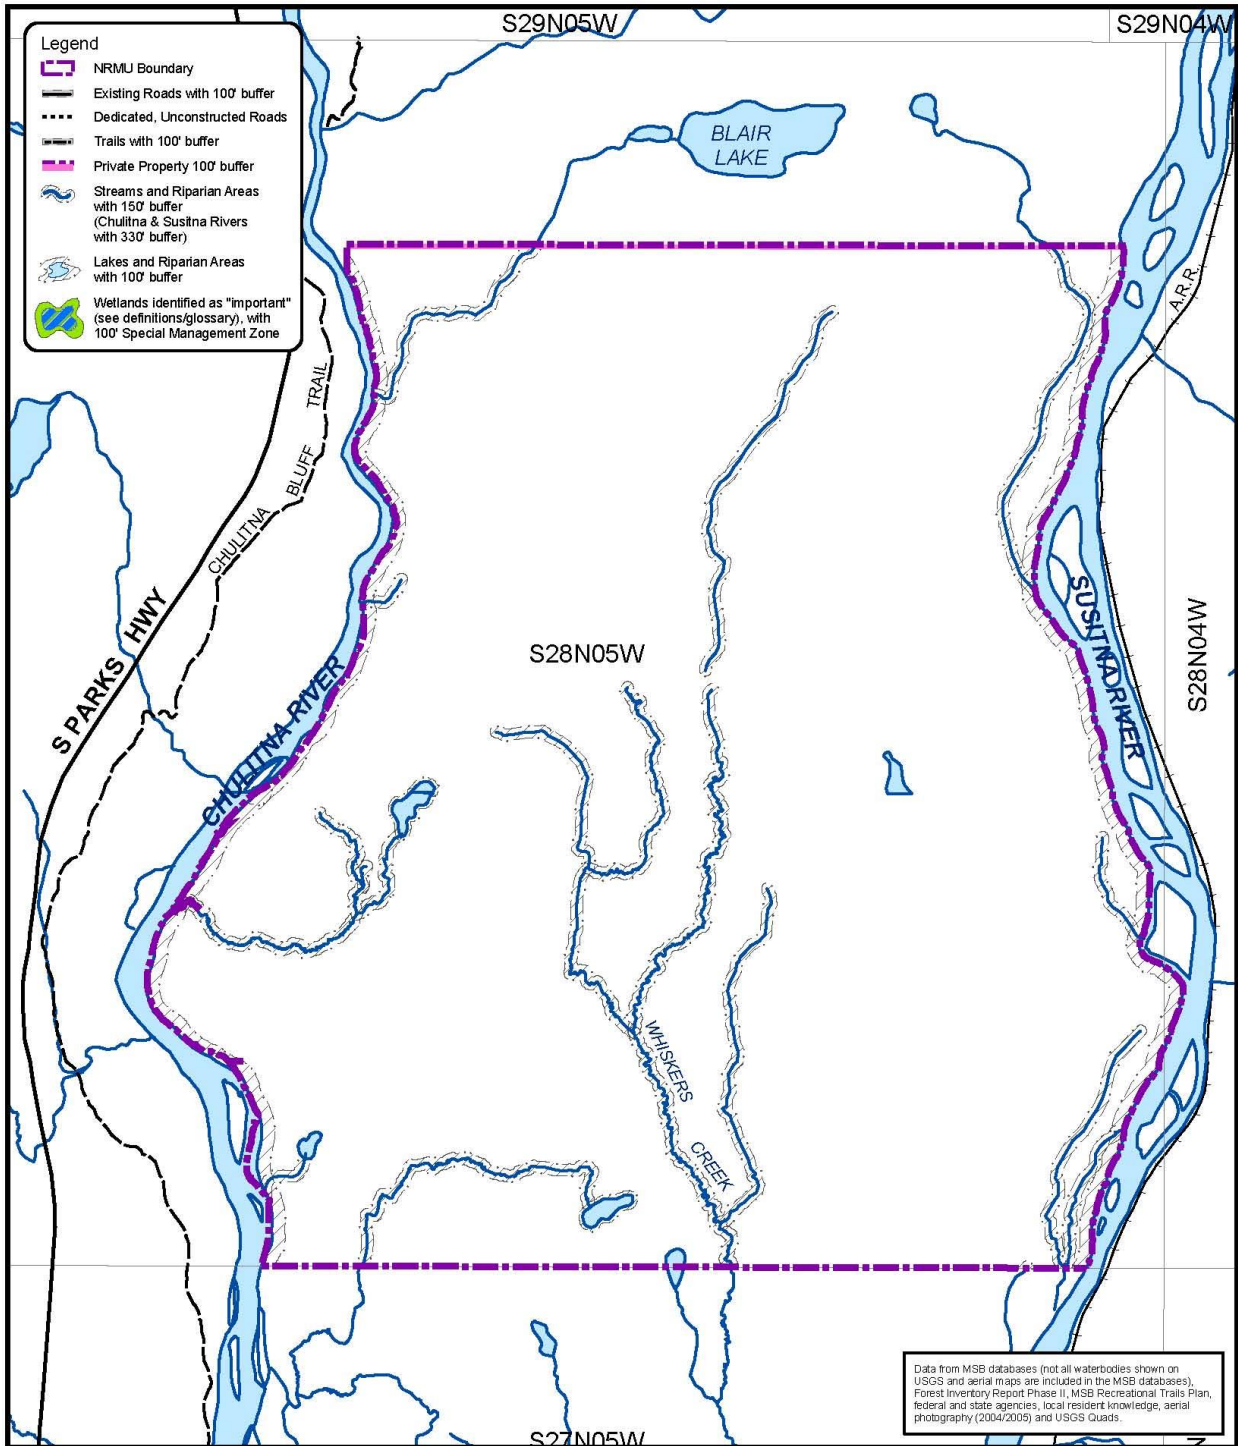 S29N05W
S29N04W
Legend
NRMU Boundary
Existing Roads with 100' buffer
Dedicated, Unconstructed Roads
Trails with 100' buffer
Private Property 100' buffer
Streams and Riparian Areas
with 150' buffer
(Chulitna & Susitna Rivers
with 330' buffer)
Lakes and Riparian Areas
with 100' buffer
Wetlands identified as "important"
(see definitions/glossary), with
100' Special Management Zone
BLAIR
LAKE
A.R.R.
CHULITNA BLUFF TRAIL
S PARKS HWY
CHULITNA RIVER
S28N05W
SUSITNA RIVER
S28N04W
WHISKERS CREEK
Data from MSB databases (not all waterbodies shown on
USGS and aerial maps are included in the MSB databases),
Forest Inventory Report Phase II, MSB Recreational Trails Plan,
federal and state agencies, local resident knowledge, aerial
photography (2004/2005) and USGS Quads.
S27N05W